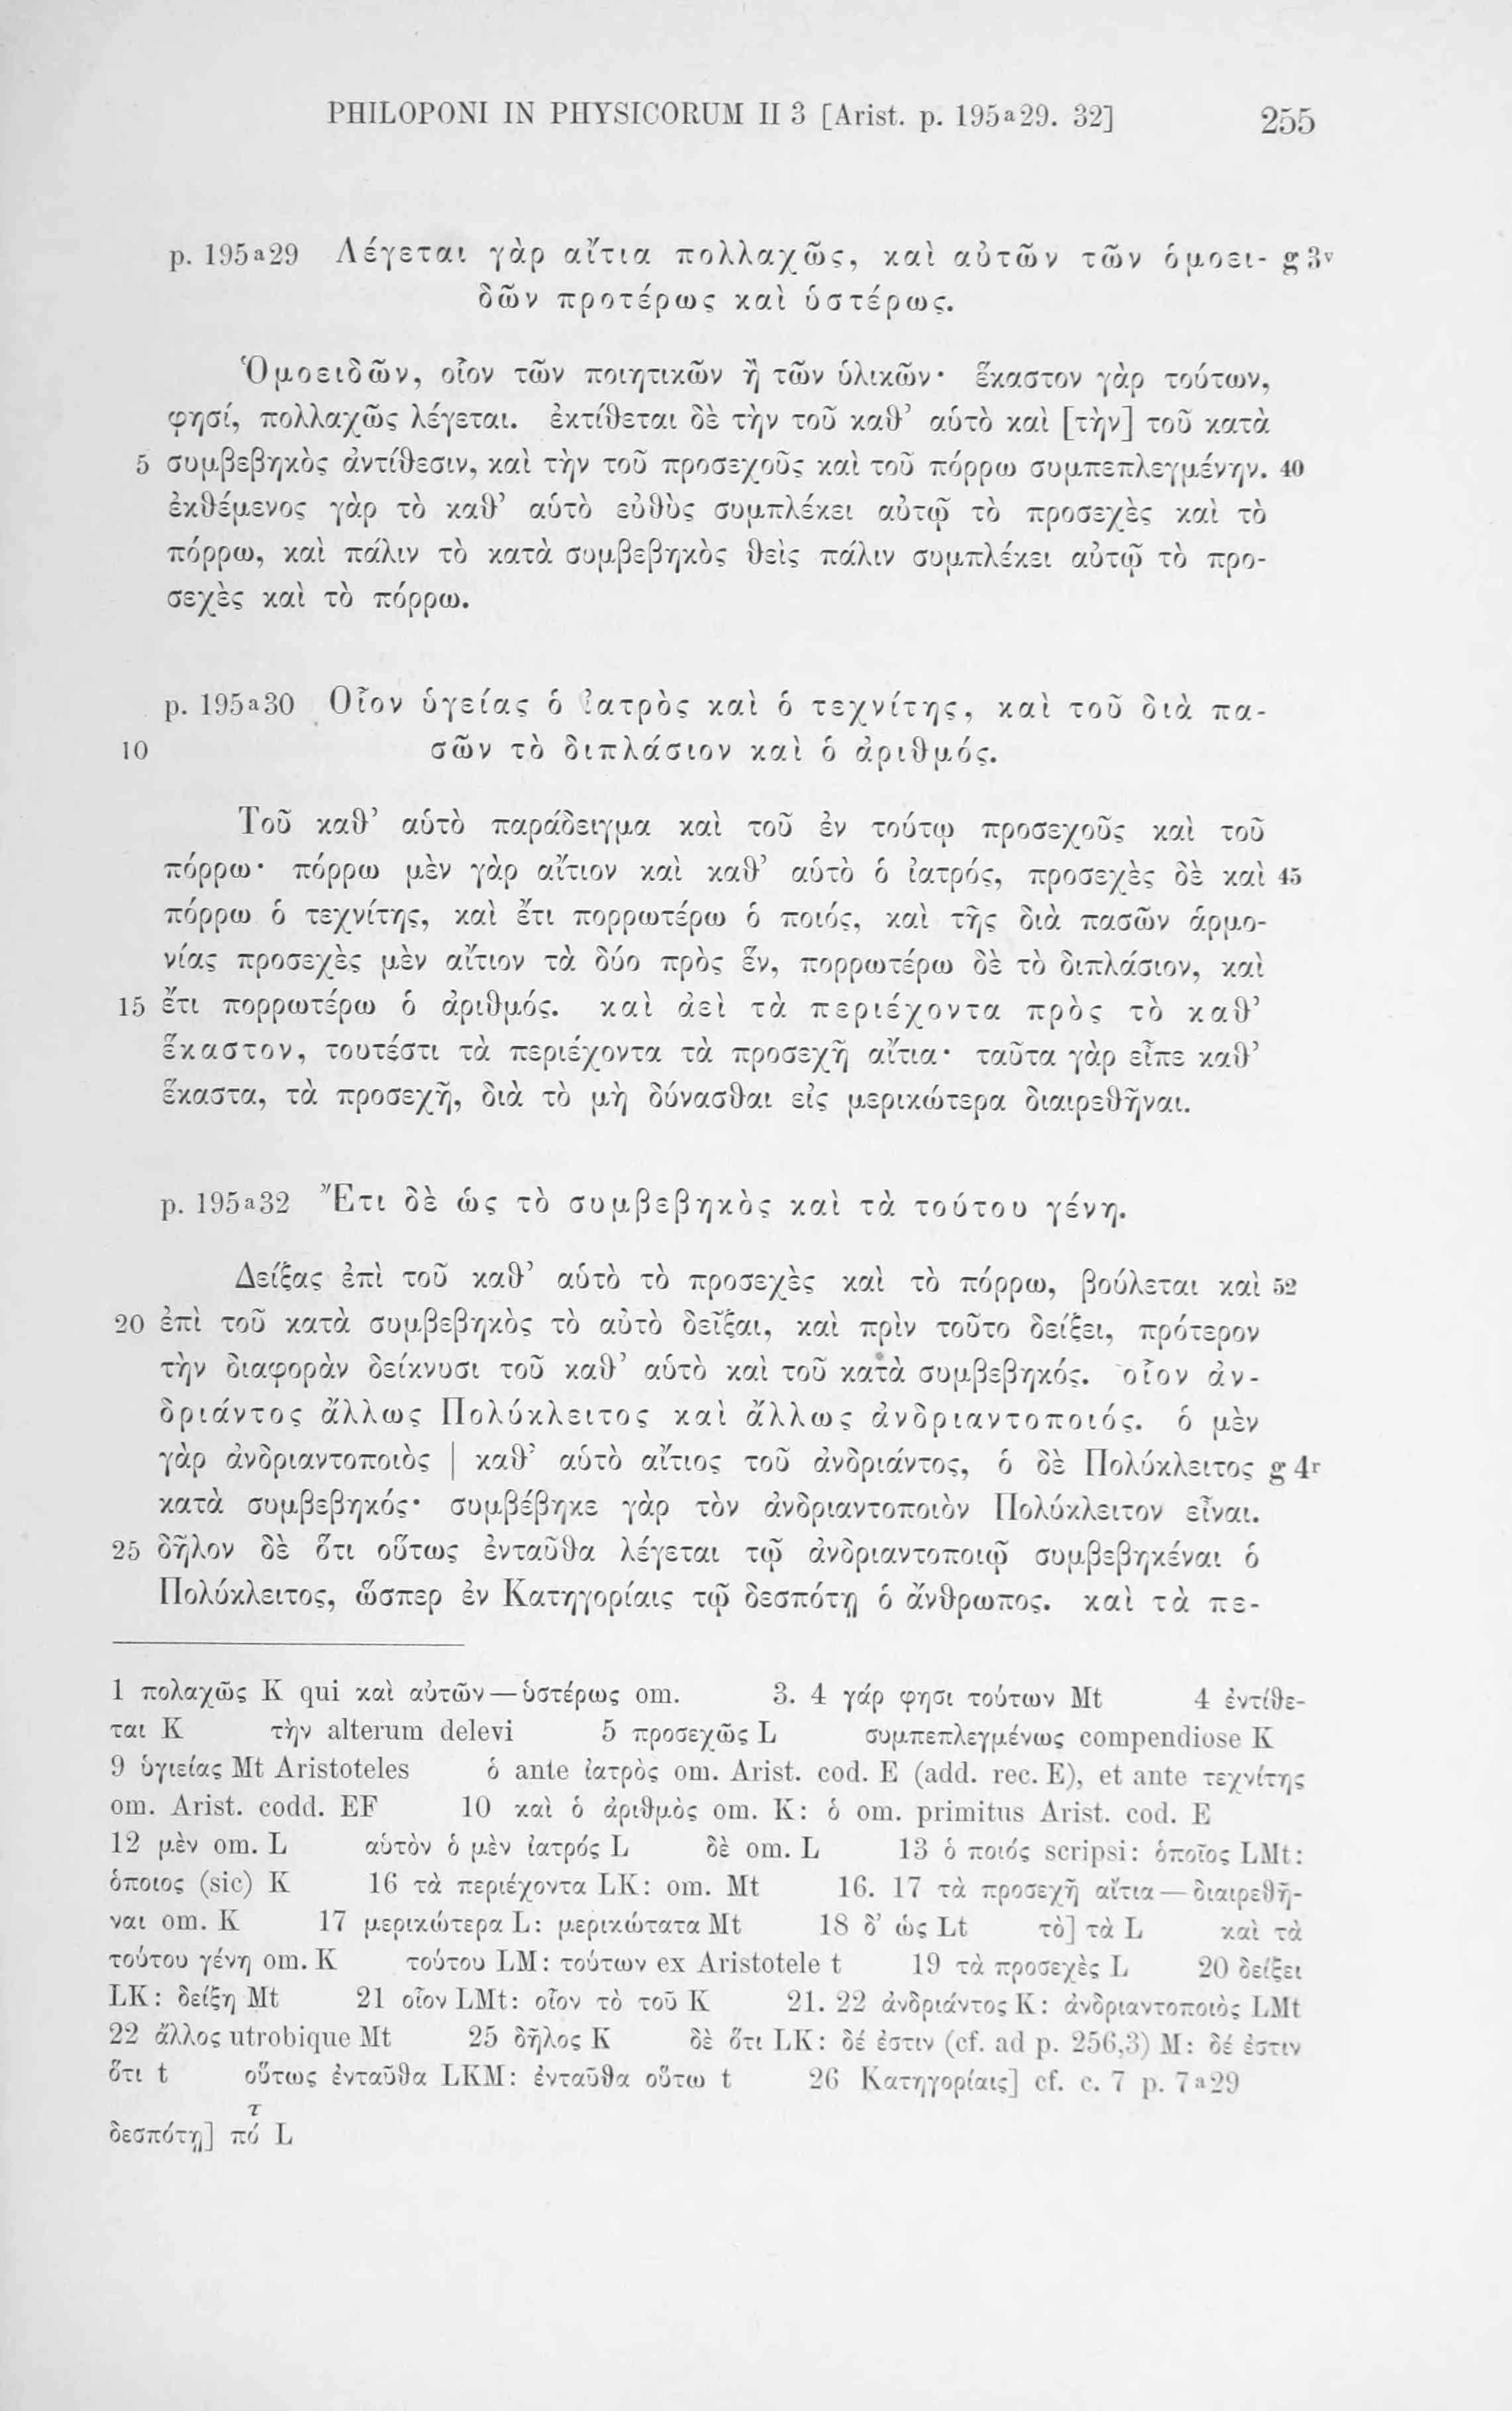 PHILOPONI IN PHYSICORUM II 3 [Arist. p. 195a29. 32] 255
p. 195a29 Λέγεται γὰρ αἴτια πολλαχῶς, καὶ αὐτῶν τῶν ὁμοει- g 3v
δῶν προτέρως καὶ ὑστέρως.
Ὁμοειδῶν, οἷον τῶν ποιητικῶν ἢ τῶν ὑλικῶν· ἕκαστον γὰρ τούτων,
φησί, πολλαχῶς λέγεται. ἐκτίθεται δὲ τὴν τοῦ καθ’ αὑτὸ καὶ [τὴν] τοῦ κατὰ
5 συμβεβηκὸς ἀντίθεσιν, καὶ τὴν τοῦ προσεχοῦς καὶ τοῦ πόρρω συμπεπλεγμένην. 40
ἐκθέμενος γὰρ τὸ καθ’ αὑτὸ εὐθὺς συμπλέκει αὐτῷ τὸ προσεχὲς καὶ τὸ
πόρρω, καὶ πάλιν τὸ κατὰ συμβεβηκὸς θεὶς πάλιν συμπλέκει αὐτῷ τὸ προ-
σεχὲς καὶ τὸ πόρρω.
p. 195a30 Οἷον ὑγείας ὁ ἰατρὸς καὶ ὁ τεχνίτης, καὶ τοῦ διὰ πα-
10 σῶν τὸ διπλάσιον καὶ ὁ ἀριθμός.
Τοῦ καθ’ αὑτὸ παράδειγμα καὶ τοῦ ἐν τούτῳ προσεχοῦς καὶ τοῦ
πόρρω· πόρρω μὲν γὰρ αἴτιον καὶ καθ’ αὑτὸ ὁ ἰατρός, προσεχὲς δὲ καὶ 45
πόρρω ὁ τεχνίτης, καὶ ἔτι πορρωτέρω ὁ ποιός, καὶ τῆς διὰ πασῶν ἁρμο-
νίας προσεχὲς μὲν αἴτιον τὰ δύο πρὸς ἕν, πορρωτέρω δὲ τὸ διπλάσιον, καὶ
15 ἔτι πορρωτέρω ὁ ἀριθμός. καὶ ἀεὶ τὰ περιέχοντα πρὸς τὸ καθ’
ἕκαστον, τουτέστι τὰ περιέχοντα τὰ προσεχῆ αἴτια· ταῦτα γὰρ εἶπε καθ’
ἕκαστα, τὰ προσεχῆ, διὰ τὸ μὴ δύνασθαι εἰς μερικώτερα διαιρεθῆναι.
p. 195a32 Ἔτι δὲ ὡς τὸ συμβεβηκὸς καὶ τὰ τούτου γένη.
Δείξας ἐπὶ τοῦ καθ’ αὑτὸ τὸ προσεχὲς καὶ τὸ πόρρω, βούλεται καὶ 52
20 ἐπὶ τοῦ κατὰ συμβεβηκὸς τὸ αὐτὸ δεῖξαι, καὶ πρὶν τοῦτο δείξει, πρότερον
τὴν διαφορὰν δείκνυσι τοῦ καθ’ αὑτὸ καὶ τοῦ κατὰ συμβεβηκός. οἷον ἀν-
δριάντος ἄλλως Πολύκλειτος καὶ ἄλλως ἀνδριαντοποιός. ὁ μὲν
γὰρ ἀνδριαντοποιὸς | καθ’ αὑτὸ αἴτιος τοῦ ἀνδριάντος, ὁ δὲ Πολύκλειτος g 4r
κατὰ συμβεβηκός· συμβέβηκε γὰρ τὸν ἀνδριαντοποιὸν Πολύκλειτον εἶναι.
25 δῆλον δὲ ὅτι οὕτως ἐνταῦθα λέγεται τῷ ἀνδριαντοποιῷ συμβεβηκέναι ὁ
Πολύκλειτος, ὥσπερ ἐν Κατηγορίαις τῷ δεσπότῃ ὁ ἄνθρωπος. καὶ τὰ πε-
1 πολαχῶς K qui καὶ αὐτῶν—ὑστέρως om. 3. 4 γάρ φησι τούτων Mt 4 ἐντίθε-
ται K τὴν alterum delevi 5 προσεχῶς L συμπεπλεγμένως compendiose K
9 ὑγιείας Mt Aristoteles ὁ ante ἰατρὸς om. Arist. cod. E (add. rec. E), et ante τεχνίτης
om. Arist. codd. EF 10 καὶ ὁ ἀριθμὸς om. K: ὁ om. primitus Arist. cod. E
12 μὲν om. L αὑτὸν ὁ μὲν ἰατρός L δὲ om. L 13 ὁ ποιός scripsi: ὁποῖος LMt:
ὅποιος (sic) K 16 τὰ περιέχοντα LK: om. Mt 16. 17 τὰ προσεχῆ αἴτια—διαιρεθῆ-
ναι om. K 17 μερικώτερα L: μερικώτατα Mt 18 δ’ ὡς Lt τὸ] τὰ L καὶ τὰ
τούτου γένη om. K τούτου LM: τούτων ex Aristotele t 19 τὰ προσεχὲς L 20 δείξει
LK: δείξῃ Mt 21 οἷον LMt: οἷον τὸ τοῦ K 21. 22 ἀνδριάντος K: ἀνδριαντοποιὸς LMt
22 ἄλλος utrobique Mt 25 δῆλος K δὲ ὅτι LK: δέ ἐστιν (cf. ad p. 256,3) M: δέ ἐστιν
ὅτι t οὕτως ἐνταῦθα LKM: ἐνταῦθα οὕτω t 26 Κατηγορίαις] cf. c. 7 p. 7a29
τ
δεσπότῃ] πό L